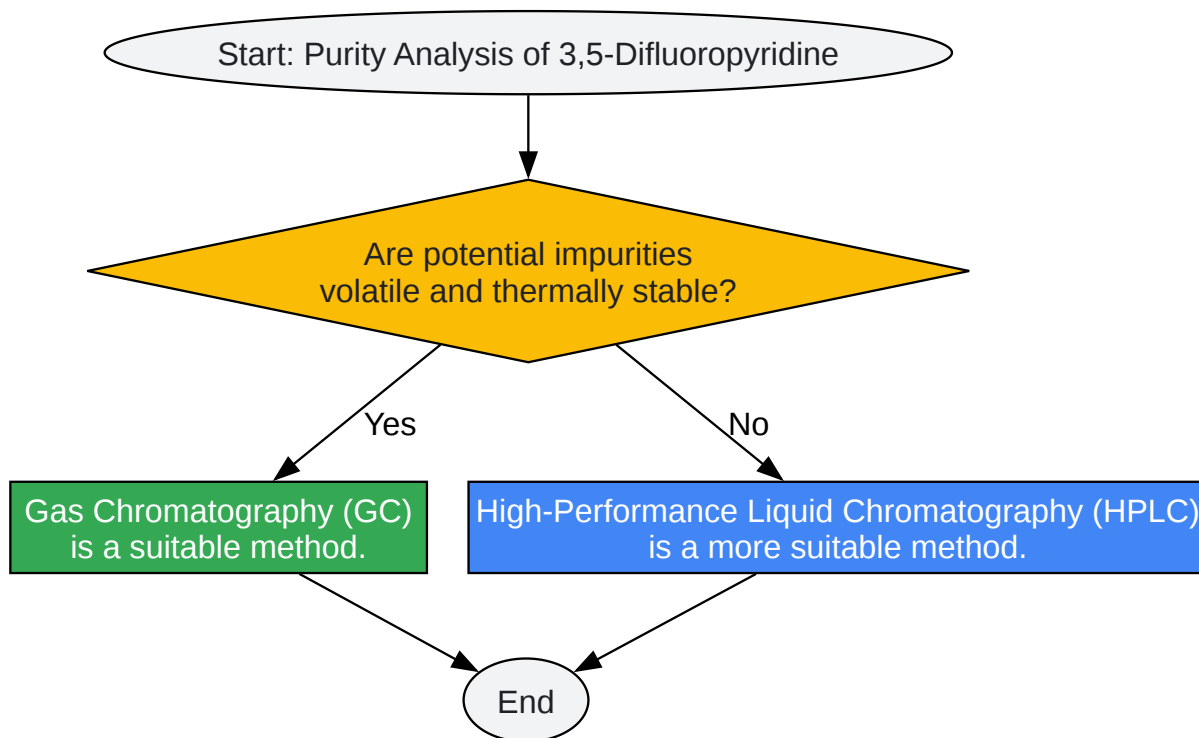 Start: Purity Analysis of 3,5-Difluoropyridine
Are potential impurities
volatile and thermally stable?
Yes
No
Gas Chromatography (GC)
is a suitable method.
High-Performance Liquid Chromatography (HPLC)
is a more suitable method.
End